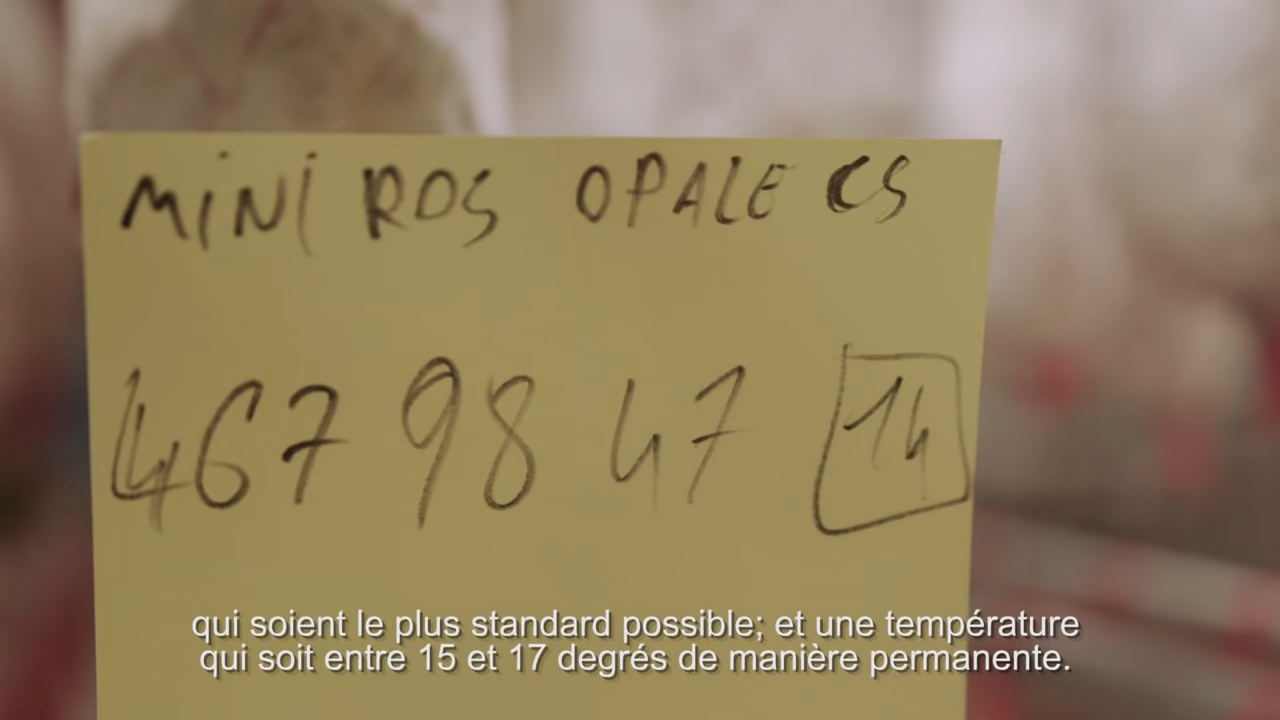 MINI ROS OPALE CS
467 98 47 14
qui soient le plus standard possible; et une température
qui soit entre 15 et 17 degrés de manière permanente.